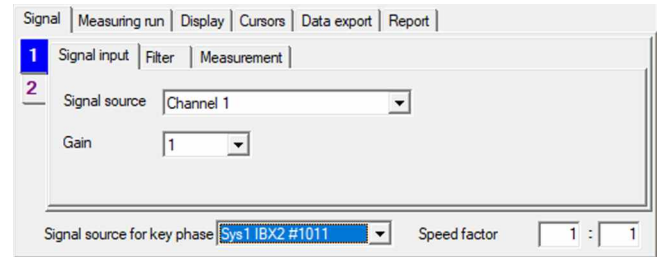 Signal Measuring run Display Cursors Data export Report
1 Signal input Filter Measurement
2
Signal source Channel 1
Gain 1
Signal source for key phase Sys1 IBX2 #1011 Speed factor 1 : 1